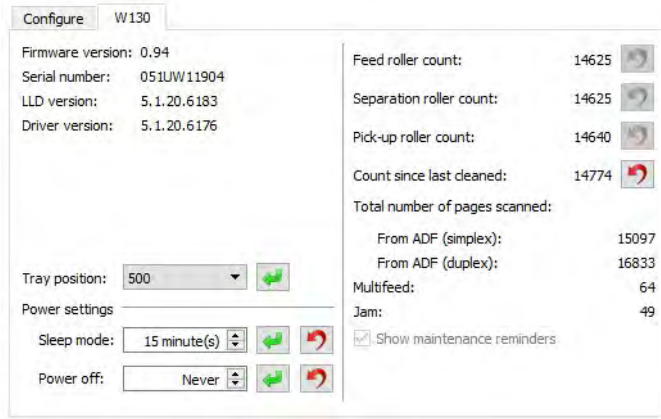 Configure W130
Firmware version: 0.94
Serial number: 051UW11904
LLD version: 5.1.20.6183
Driver version: 5.1.20.6176
Tray position: 500
Power settings
Sleep mode: 15 minute(s)
Power off: Never
Feed roller count: 14625
Separation roller count: 14625
Pick-up roller count: 14640
Count since last cleaned: 14774
Total number of pages scanned:
From ADF (simplex): 15097
From ADF (duplex): 16833
Multifeed: 64
Jam: 49
Show maintenance reminders